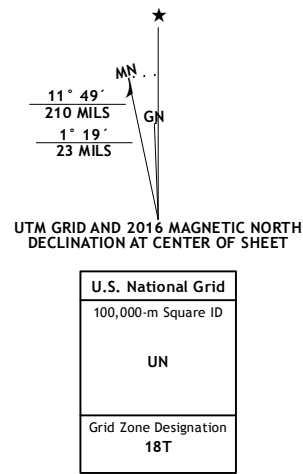 ★
MN
GN
11° 49´
210 MILS
1° 19´
23 MILS
UTM GRID AND 2016 MAGNETIC NORTH
DECLINATION AT CENTER OF SHEET
U.S. National Grid
100,000-m Square ID
UN
Grid Zone Designation
18T